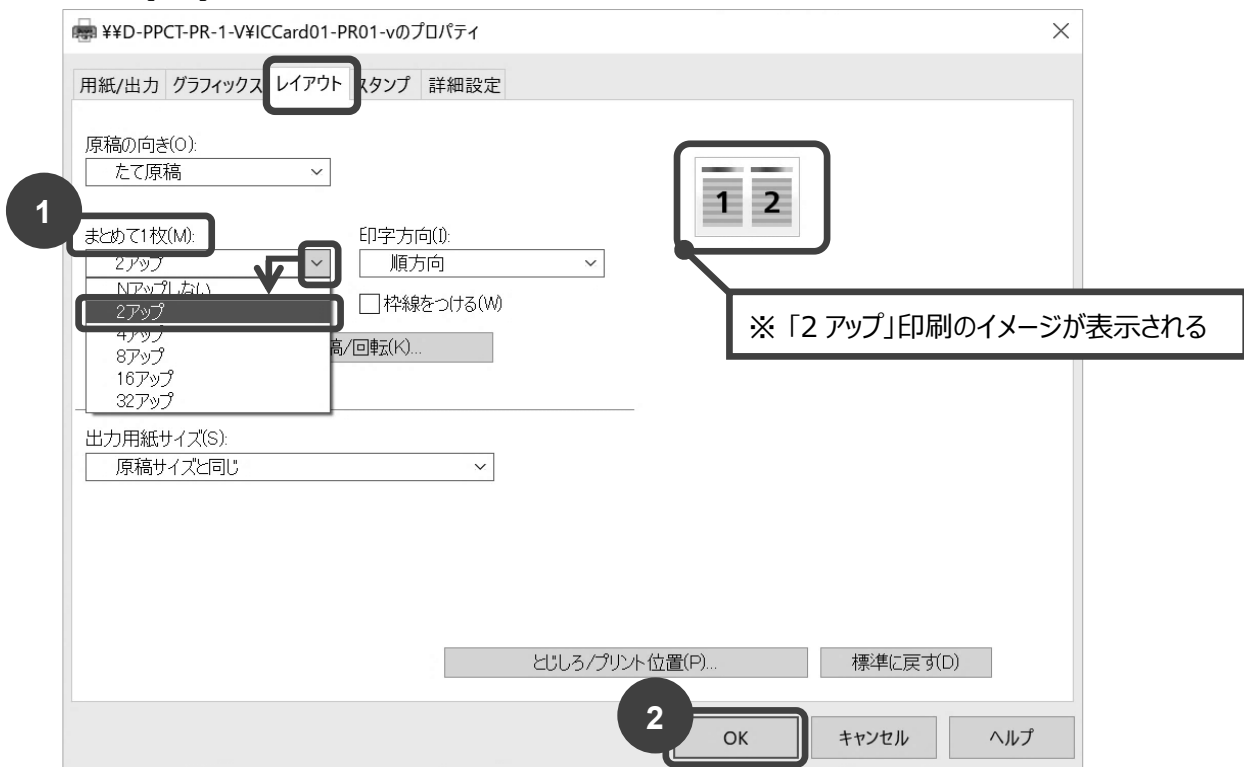 ¥¥D-PPCT-PR-1-V¥ICCard01-PR01-vのプロパティ
用紙/出力 グラフィックス レイアウト スタンプ 詳細設定
原稿の向き(O):
たて原稿
1 2
1
まとめて1枚(M): 印字方向(I):
2アップ 順方向
Nアップしない 枠線をつける(W)
2アップ
※「2 アップ」印刷のイメージが表示される
4アップ
8アップ 高/回転(K)...
16アップ
32アップ
出力用紙サイズ(S):
原稿サイズと同じ
とじしろ/プリント位置(P)... 標準に戻す(D)
2
OK キャンセル ヘルプ